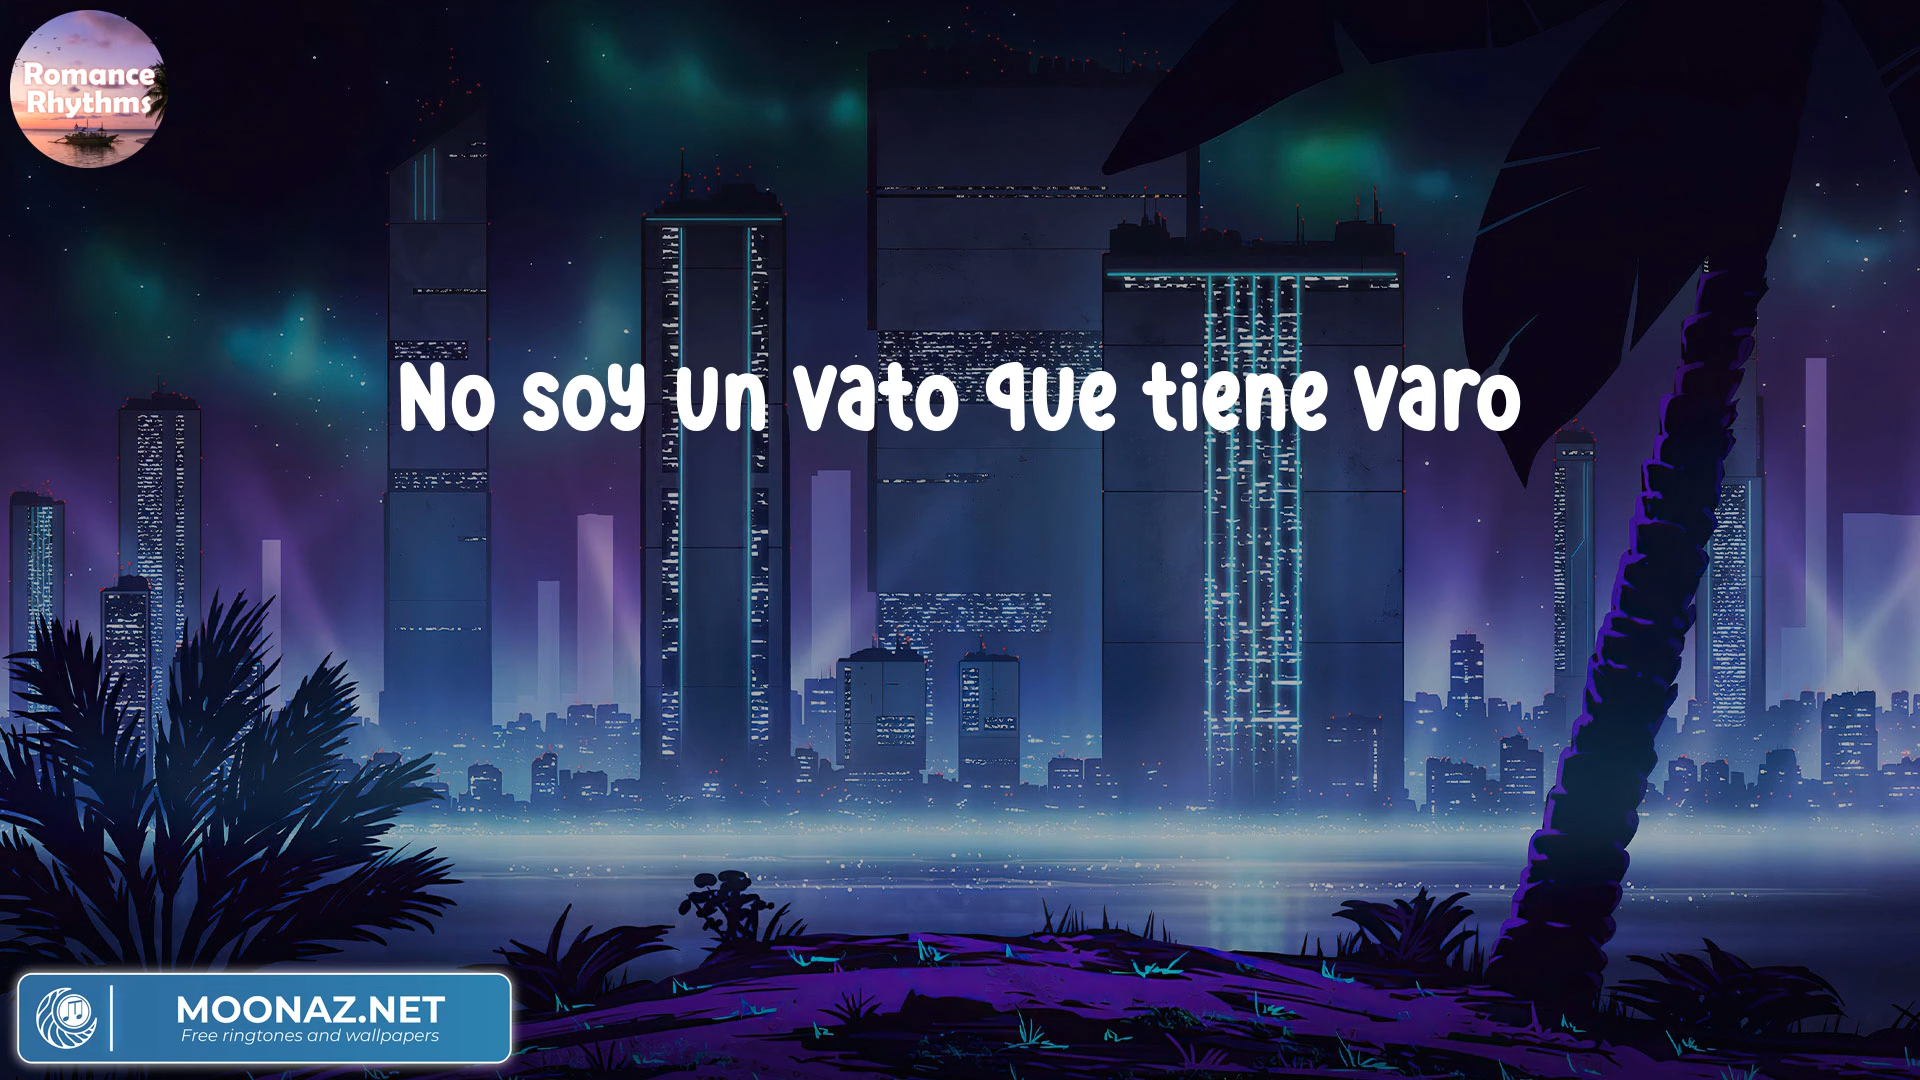 Romance
Rhythms
No soy un vato que tiene varo
MOONAZ.NET
Free ringtones and wallpapers